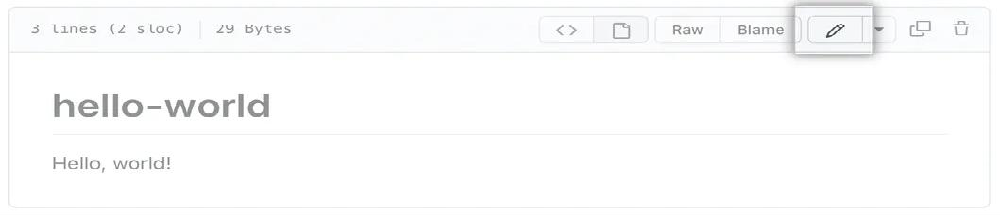 3 lines (2 sloc) 29 Bytes Raw Blame
hello-world
Hello, world!